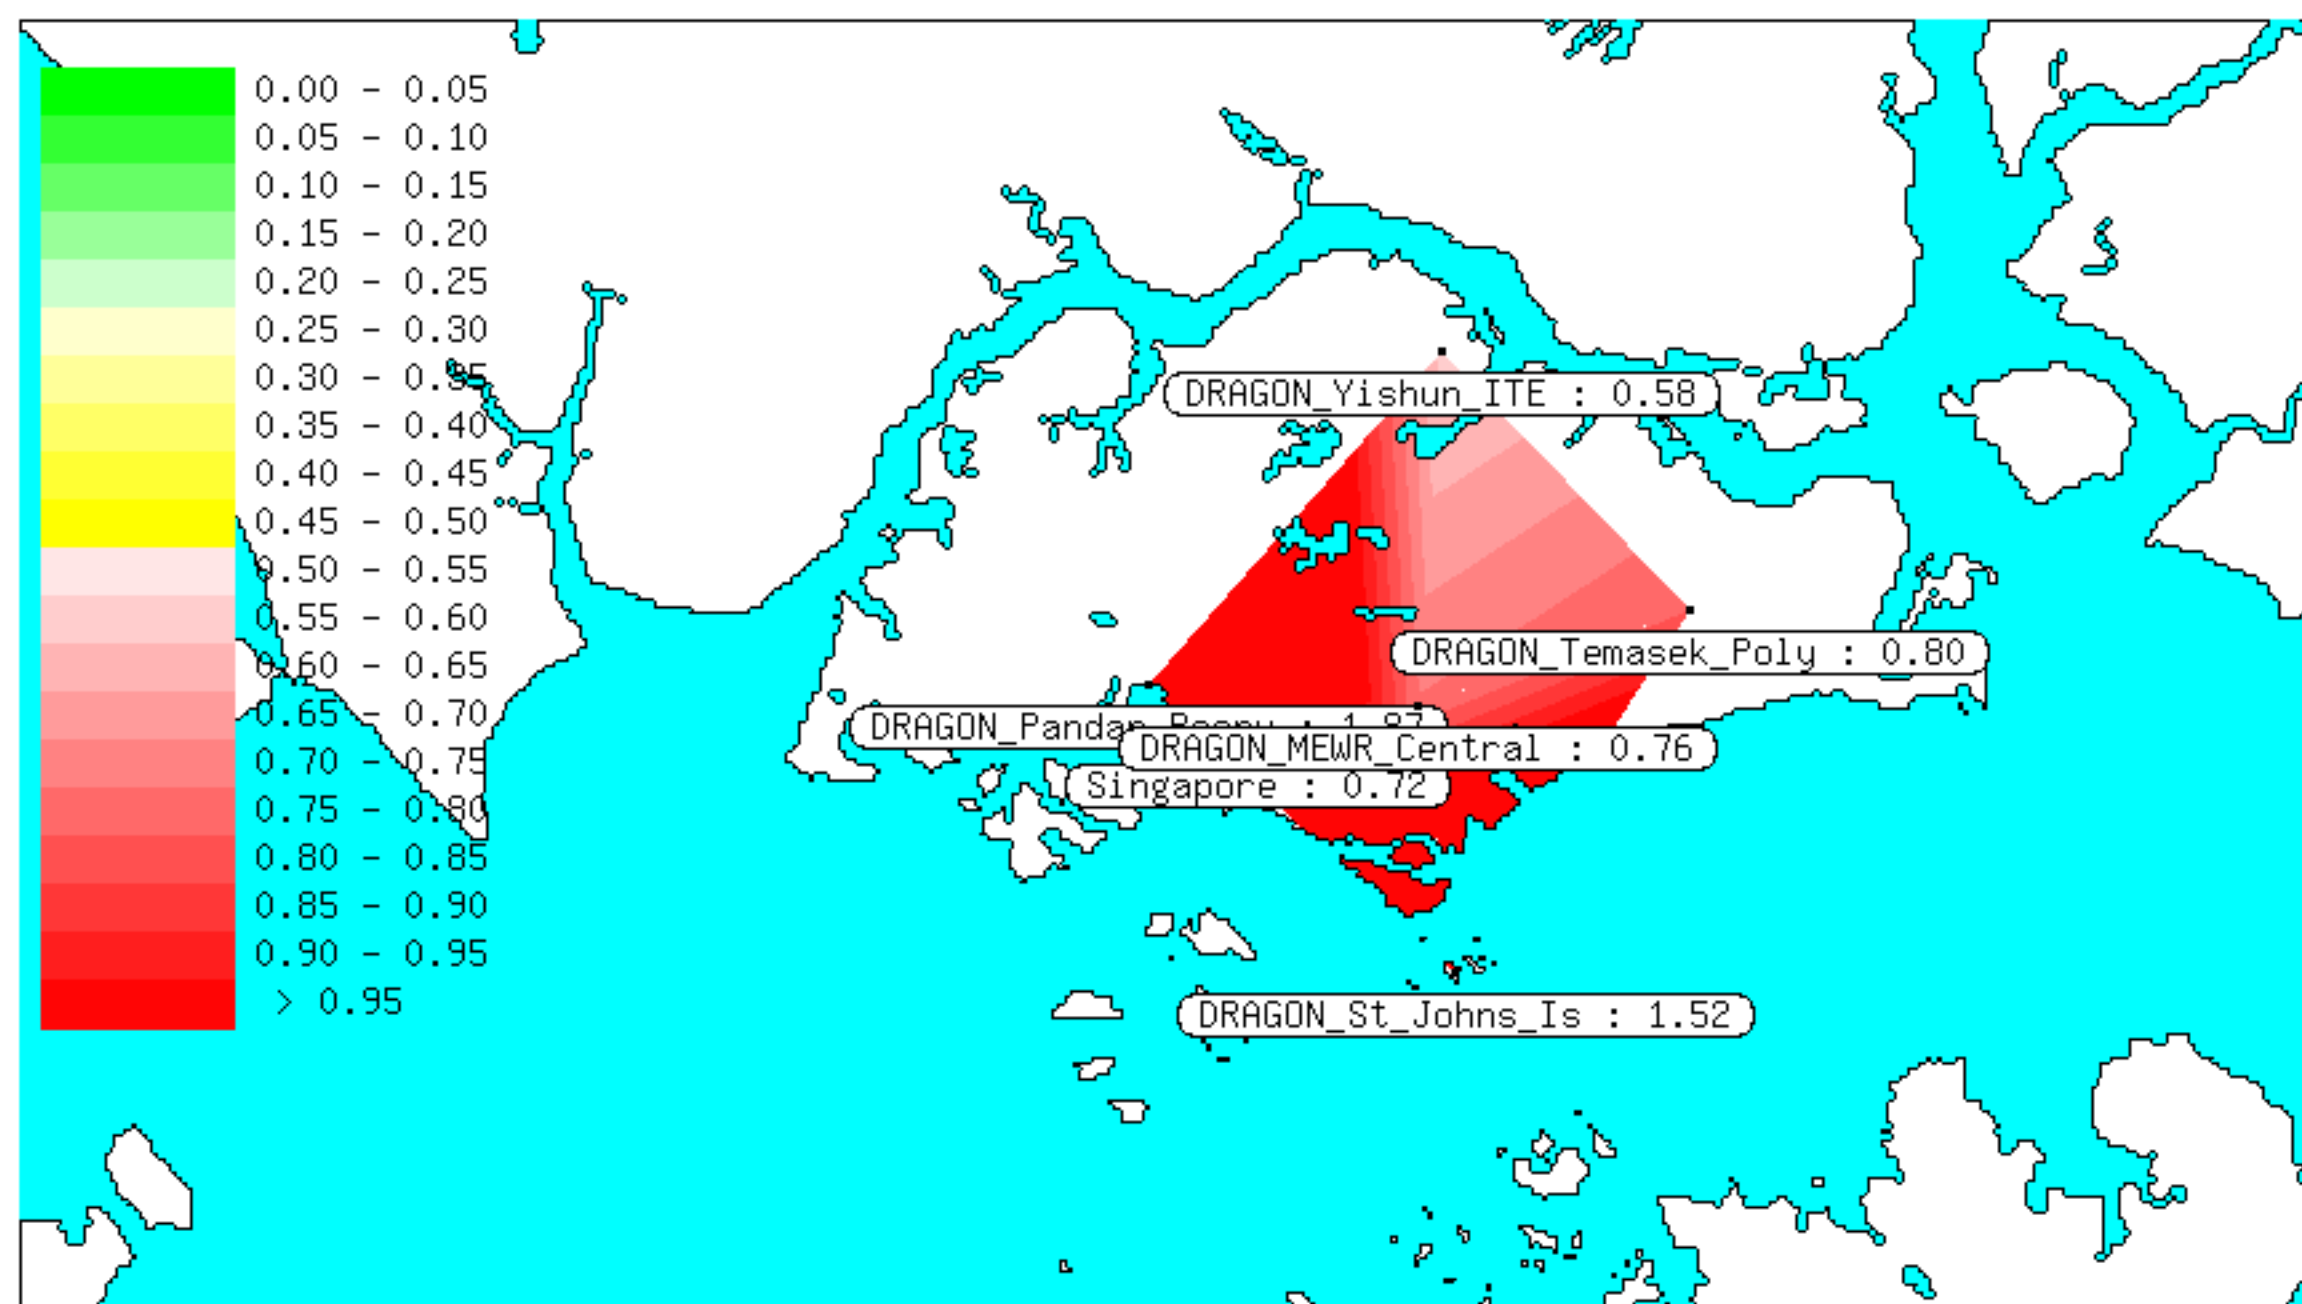 0.00 - 0.05
0.05 - 0.10
0.10 - 0.15
0.15 - 0.20
0.20 - 0.25
0.25 - 0.30
0.30 - 0.35
0.35 - 0.40
0.40 - 0.45
0.45 - 0.50
0.50 - 0.55
0.55 - 0.60
0.60 - 0.65
0.65 - 0.70
0.70 - 0.75
0.75 - 0.80
0.80 - 0.85
0.85 - 0.90
0.90 - 0.95
> 0.95
DRAGON_Yishun_ITE : 0.58
DRAGON_Temasek_Poly : 0.80
DRAGON_MEWR_Central : 0.76
Singapore : 0.72
DRAGON_St_Johns_Is : 1.52